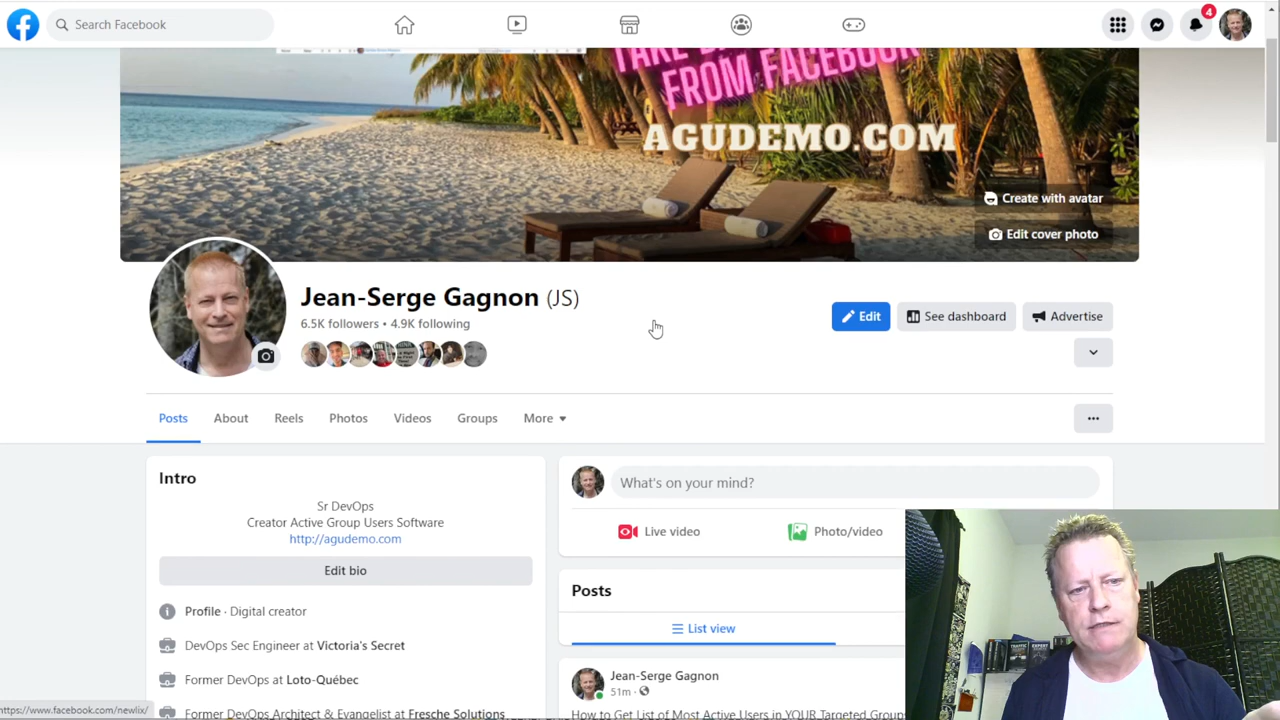 Search Facebook
4
TAKE
FROM FACEBOOK
AGUDEMO.COM
Create with avatar
Edit cover photo
Jean-Serge Gagnon (JS)
6.5K followers • 4.9K following
Edit
See dashboard
Advertise
Posts
About
Reels
Photos
Videos
Groups
More
Intro
Sr DevOps
Creator Active Group Users Software
http://agudemo.com
Edit bio
Profile · Digital creator
DevOps Sec Engineer at Victoria's Secret
Former DevOps at Loto-Québec
Former DevOps Architect & Evangelist at Fresche Solutions,
What's on your mind?
Live video
Photo/video
Posts
List view
Jean-Serge Gagnon
51m
How to Get List of Most Active Users in YOUR Targeted Groups
https://www.facebook.com/newlix/
TRAFFIC
EXPERT